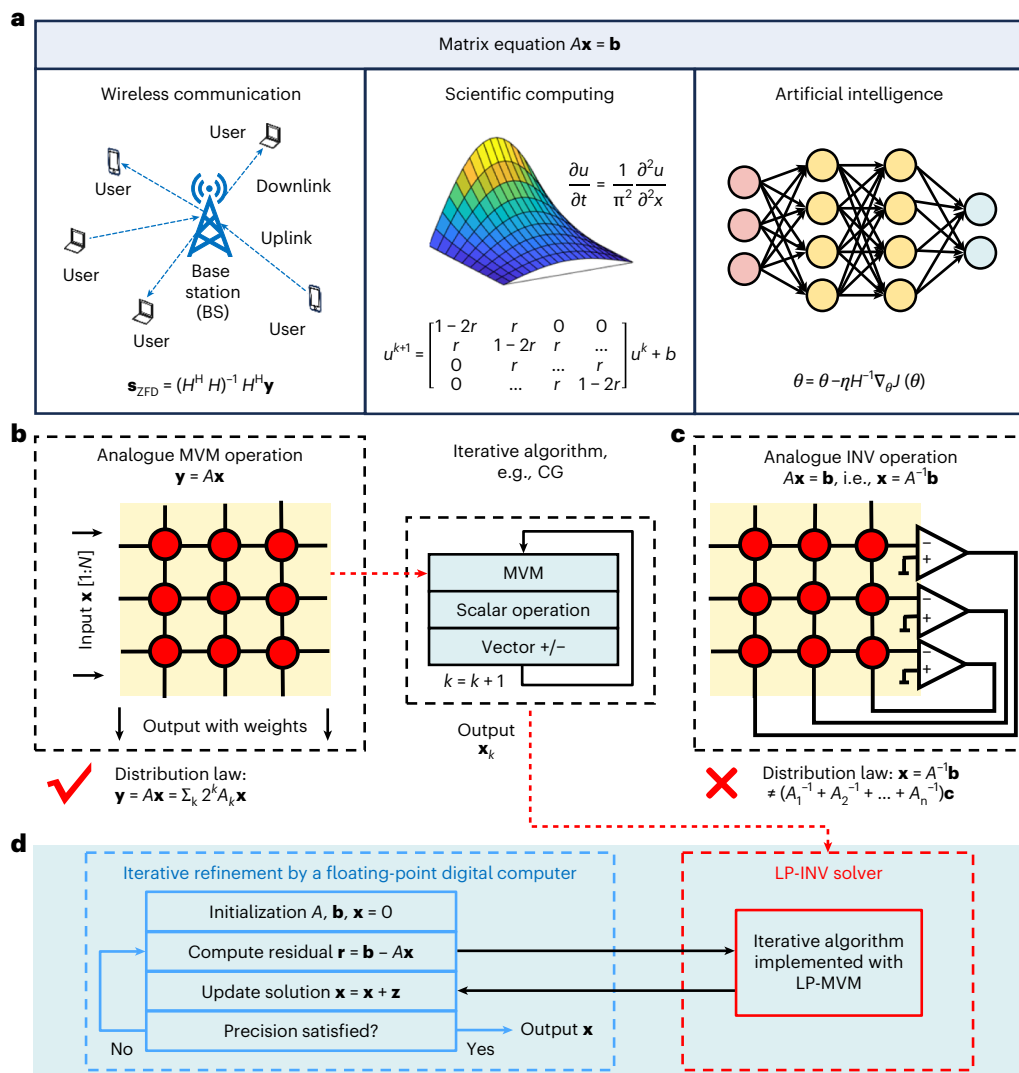 a
Matrix equation Ax = b
Wireless communication
User
User
Downlink
User
Uplink
Base
station
(BS)
User
User
s_ZFD = (H^H H)^−1 H^H y
Scientific computing
∂u/∂t = 1/π² ∂²u/∂²x
u^k+1 = [1 − 2r r 0 0
r 1 − 2r r ...
0 r ... r
0 ... r 1 − 2r] u^k + b
Artificial intelligence
θ = θ − ηH^−1 ∇_θ J (θ)
b
Analogue MVM operation
y = Ax
Input x [1:N]
Output with weights
Distribution law:
y = Ax = Σ_k 2^k A_k x
Iterative algorithm,
e.g., CG
MVM
Scalar operation
Vector +/−
k = k + 1
Output
x_k
c
Analogue INV operation
Ax = b, i.e., x = A^−1 b
−
+
−
+
−
+
Distribution law: x = A^−1 b
≠ (A_1^−1 + A_2^−1 + ... + A_n^−1)c
d
Iterative refinement by a floating-point digital computer
Initialization A, b, x = 0
Compute residual r = b − Ax
Update solution x = x + z
Precision satisfied?
No
Yes
Output x
LP-INV solver
Iterative algorithm
implemented with
LP-MVM